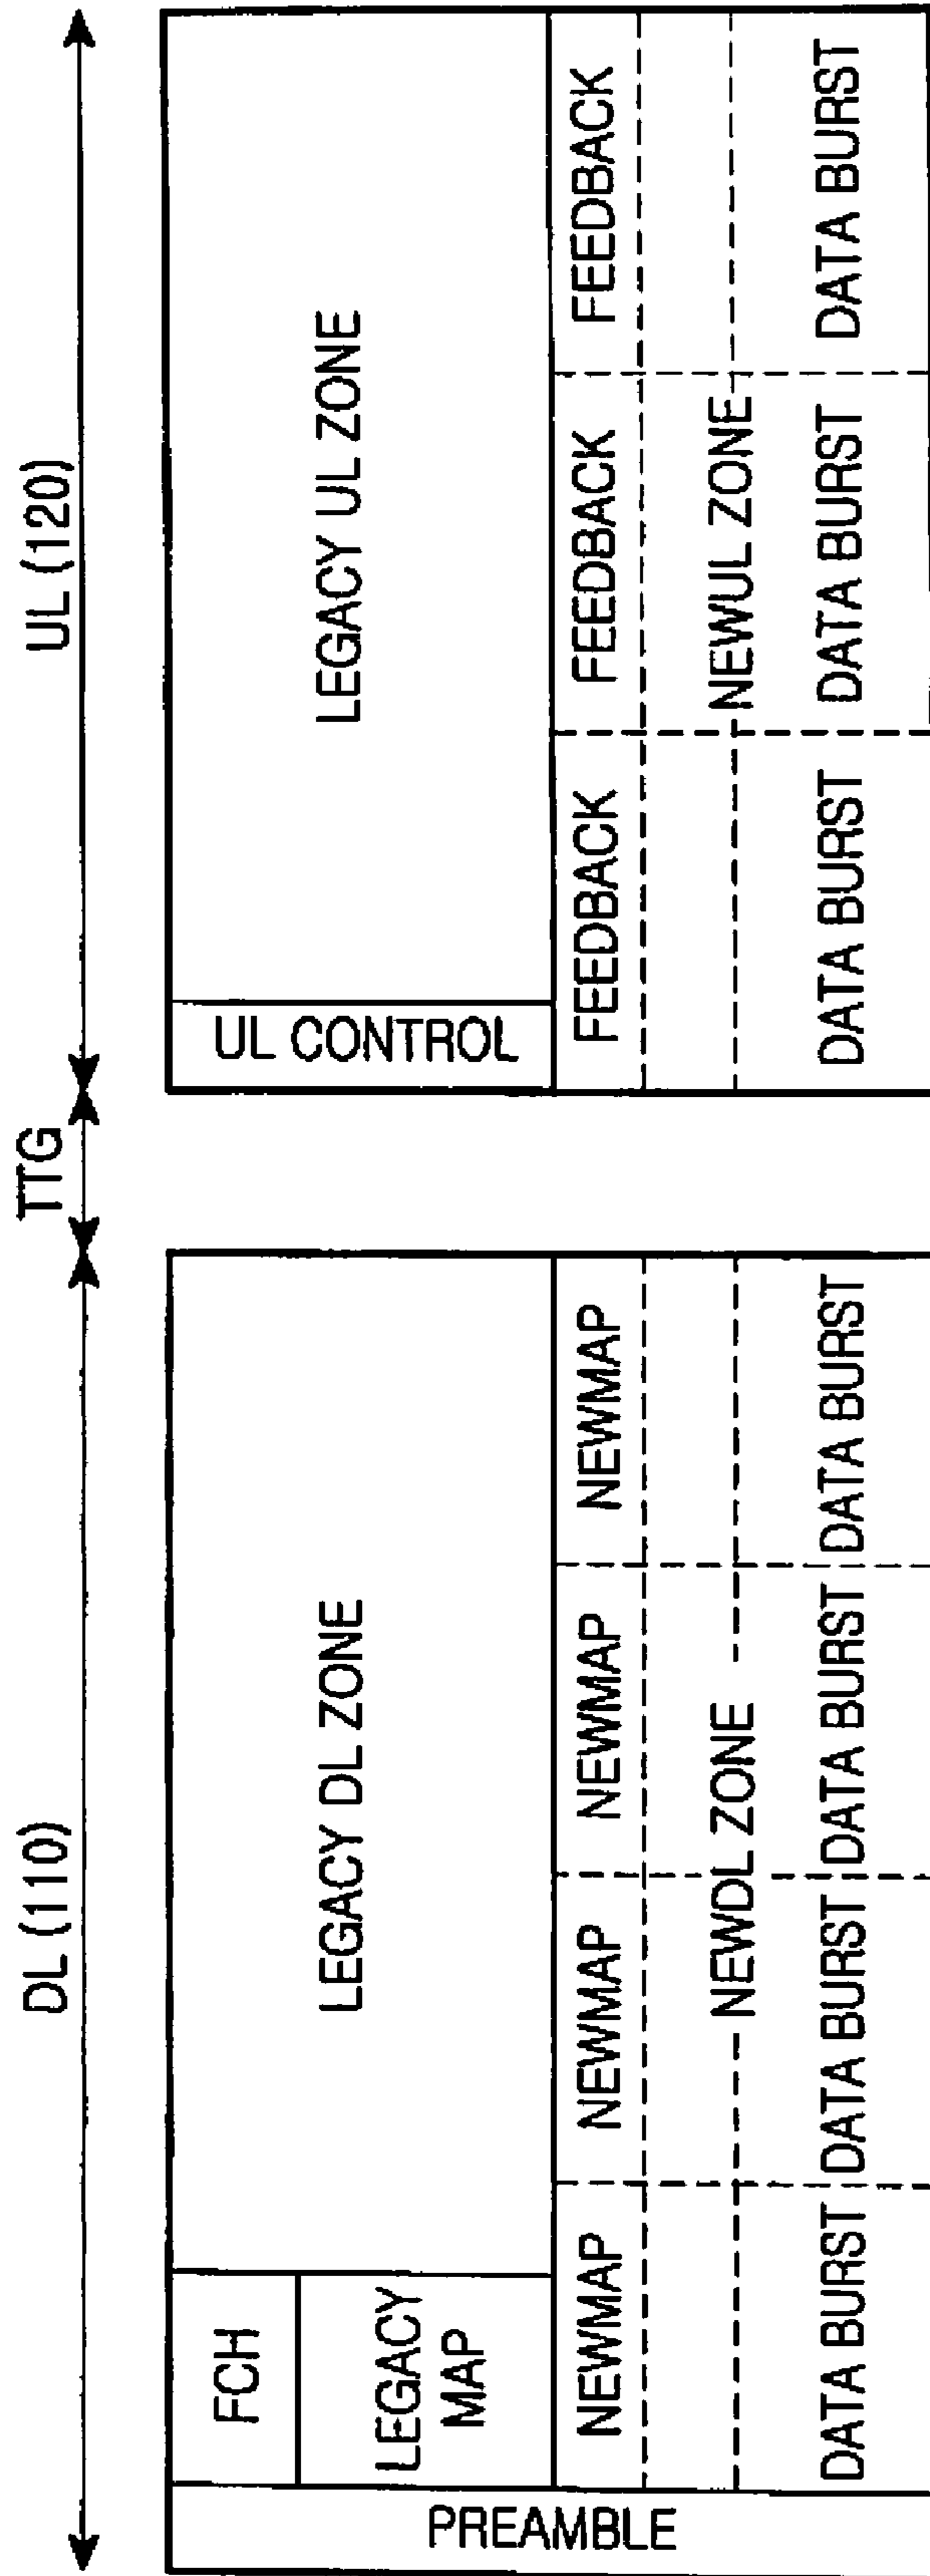 DL (110)
TTG
UL (120)
PREAMBLE
FCH
LEGACY
MAP
LEGACY DL ZONE
NEWMAP
NEWMAP
NEWMAP
NEWMAP
NEWDL ZONE
DATA BURST
DATA BURST
DATA BURST
DATA BURST
UL CONTROL
LEGACY UL ZONE
FEEDBACK
FEEDBACK
FEEDBACK
NEWUL ZONE
DATA BURST
DATA BURST
DATA BURST